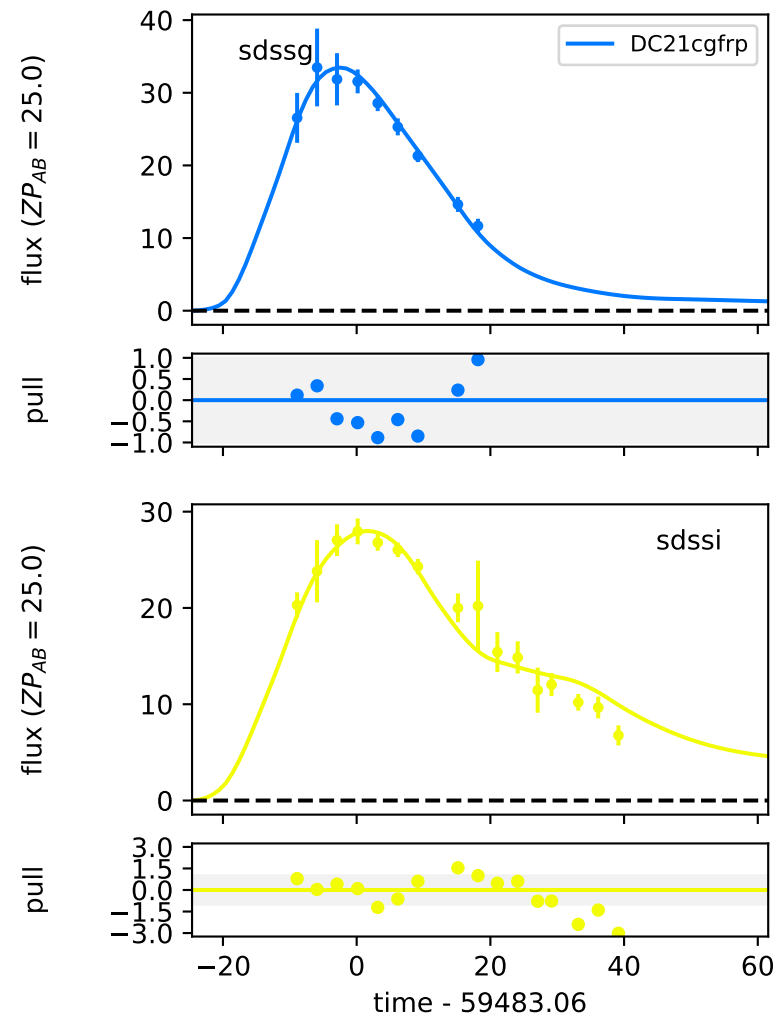 40
30
20
10
0
flux (ZP_AB = 25.0)
sdssg
DC21cgfrp
1.0
0.5
0.0
−0.5
−1.0
pull
30
20
10
0
flux (ZP_AB = 25.0)
sdssi
3.0
1.5
0.0
−1.5
−3.0
pull
−20 0 20 40 60
time - 59483.06